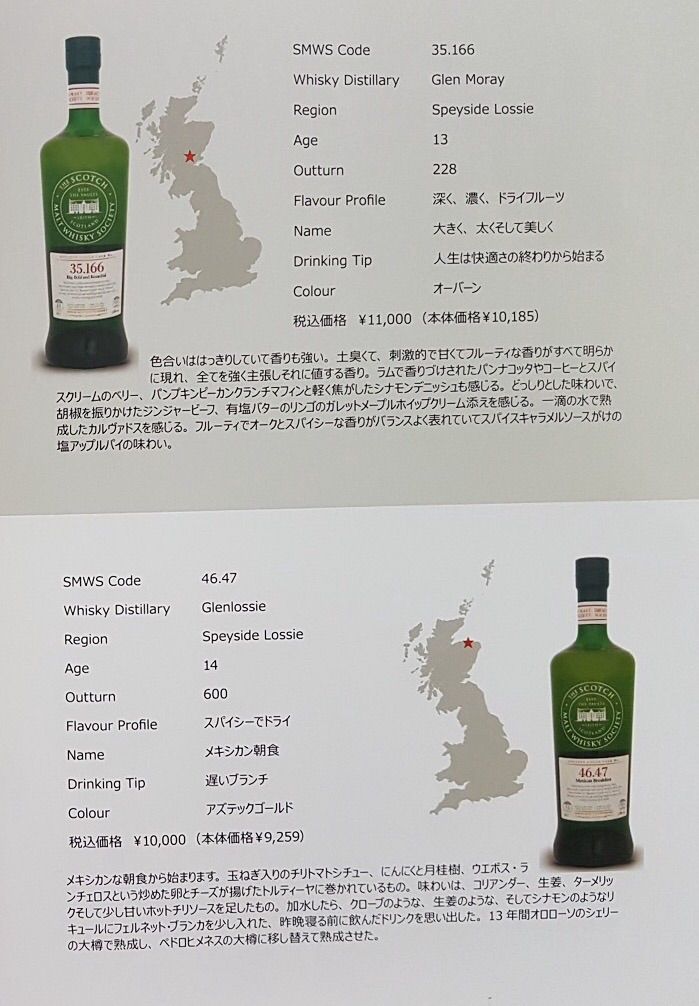 SMWS Code 35.166
Whisky Distillary Glen Moray
Region Speyside Lossie
Age 13
Outturn 228
Flavour Profile 深く、濃く、ドライフルーツ
Name 大きく、太くそして美しく
Drinking Tip 人生は快適さの終わりから始まる
Colour オーバーン
税込価格 ¥11,000（本体価格¥10,185）
THE SCOTCH
MALT WHISKY SOCIETY
35.166
Big, Bold and Beautiful
色合いははっきりしていて香りも強い。土臭くて、刺激的で甘くてフルーティな香りがすべて明らか
に現れ、全てを強く主張しそれに値する香り。ラムで香りづけされたパンナコッタやコーヒーとスパイ
スクリームのベリー、パンプキンピーカンクランチマフィンと軽く焦がしたシナモンデニッシュも感じる。どっしりとした味わいで、
胡椒を振りかけたジンジャービーフ、有塩バターのリンゴのガレットメープルホイップクリーム添えを感じる。一滴の水で熟
成したカルヴァドスを感じる。フルーティでオークとスパイシーな香りがバランスよく表れていてスパイスキャラメルソースがけの
塩アップルパイの味わい。
SMWS Code 46.47
Whisky Distillary Glenlossie
Region Speyside Lossie
Age 14
Outturn 600
Flavour Profile スパイシーでドライ
Name メキシカン朝食
Drinking Tip 遅いブランチ
Colour アズテックゴールド
税込価格 ¥10,000（本体価格¥9,259）
THE SCOTCH
MALT WHISKY SOCIETY
46.47
Mexican Breakfast
メキシカンな朝食から始まります。玉ねぎ入りのチリトマトシチュー、にんにくと月桂樹、ウエボス・ラ
ンチェロスという炒めた卵とチーズが揚げたトルティーヤに巻かれているもの。味わいは、コリアンダー、生姜、ターメリッ
クそして少し甘いホットチリソースを足したもの。加水したら、クローブのような、生姜のような、そしてシナモンのようなリ
キュールにフェルネット・ブランカを少し入れた、昨晩寝る前に飲んだドリンクを思い出した。13年間オロローソのシェリー
の大樽で熟成し、ペドロヒメネスの大樽に移し替えて熟成させた。